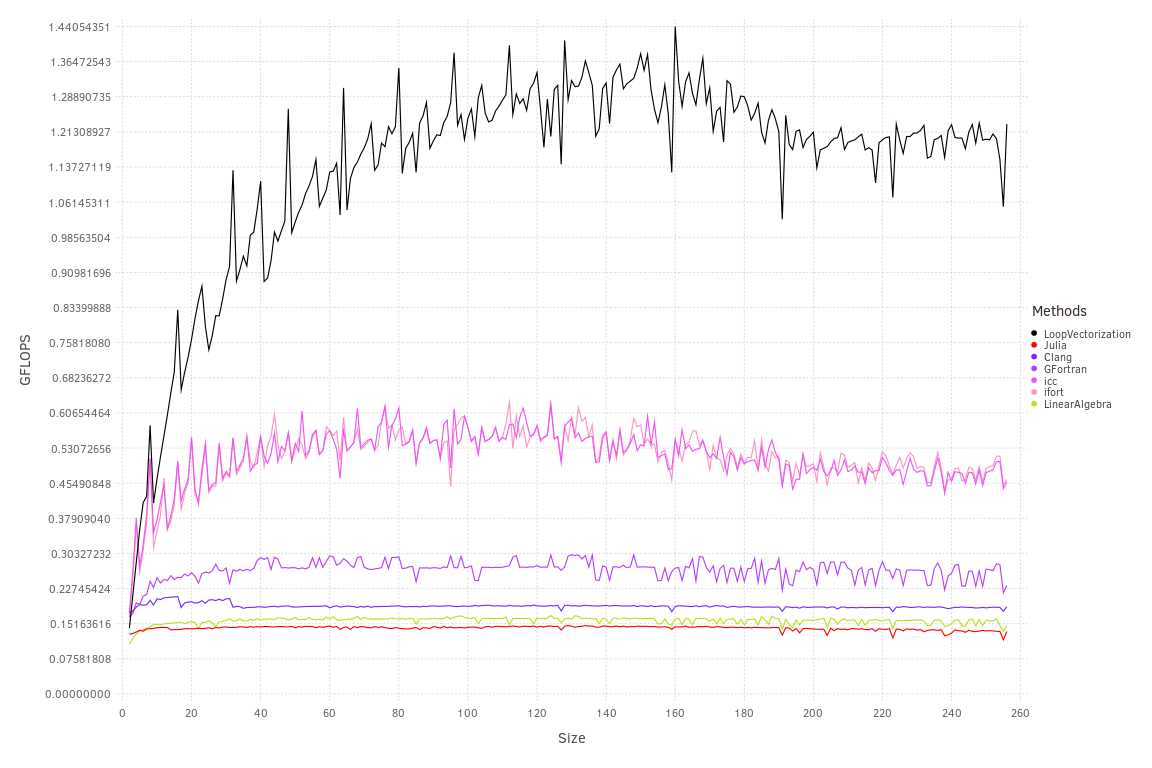 1.44054351
1.36472543
1.28890735
1.21308927
1.13727119
1.06145311
0.98563504
0.90981696
0.83399888
0.75818080
0.68236272
0.60654464
0.53072656
0.45490848
0.37909040
0.30327232
0.22745424
0.15163616
0.07581808
0.00000000
GFLOPS
0 20 40 60 80 100 120 140 160 180 200 220 240 260
Size
Methods
LoopVectorization
Julia
Clang
GFortran
icc
ifort
LinearAlgebra